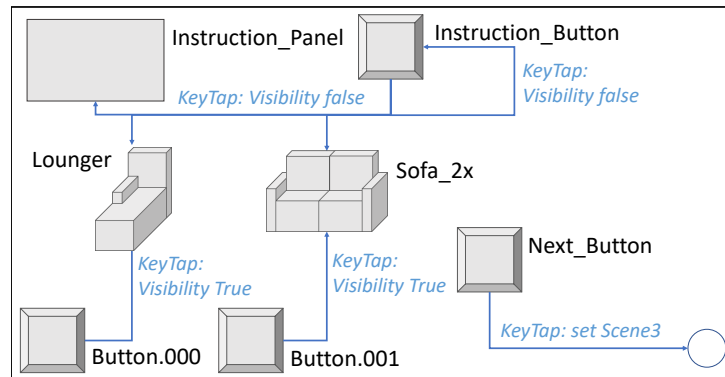 Instruction_Panel
Instruction_Button
KeyTap: Visibility false
KeyTap:
Visibility false
Lounger
Sofa_2x
KeyTap:
Visibility True
KeyTap:
Visibility True
Next_Button
KeyTap: set Scene3
Button.000
Button.001